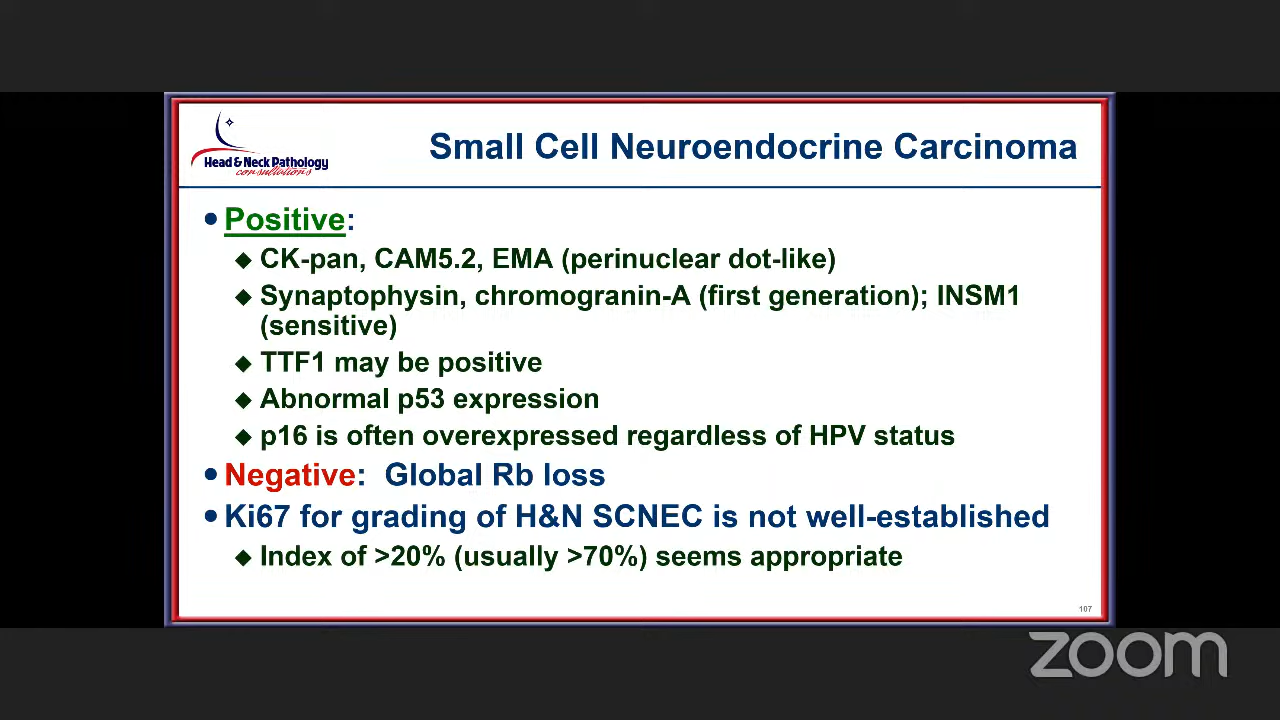 Head & Neck Pathology
consultations
Small Cell Neuroendocrine Carcinoma
• Positive:
◆ CK-pan, CAM5.2, EMA (perinuclear dot-like)
◆ Synaptophysin, chromogranin-A (first generation); INSM1
(sensitive)
◆ TTF1 may be positive
◆ Abnormal p53 expression
◆ p16 is often overexpressed regardless of HPV status
• Negative: Global Rb loss
• Ki67 for grading of H&N SCNEC is not well-established
◆ Index of >20% (usually >70%) seems appropriate
107
zoom